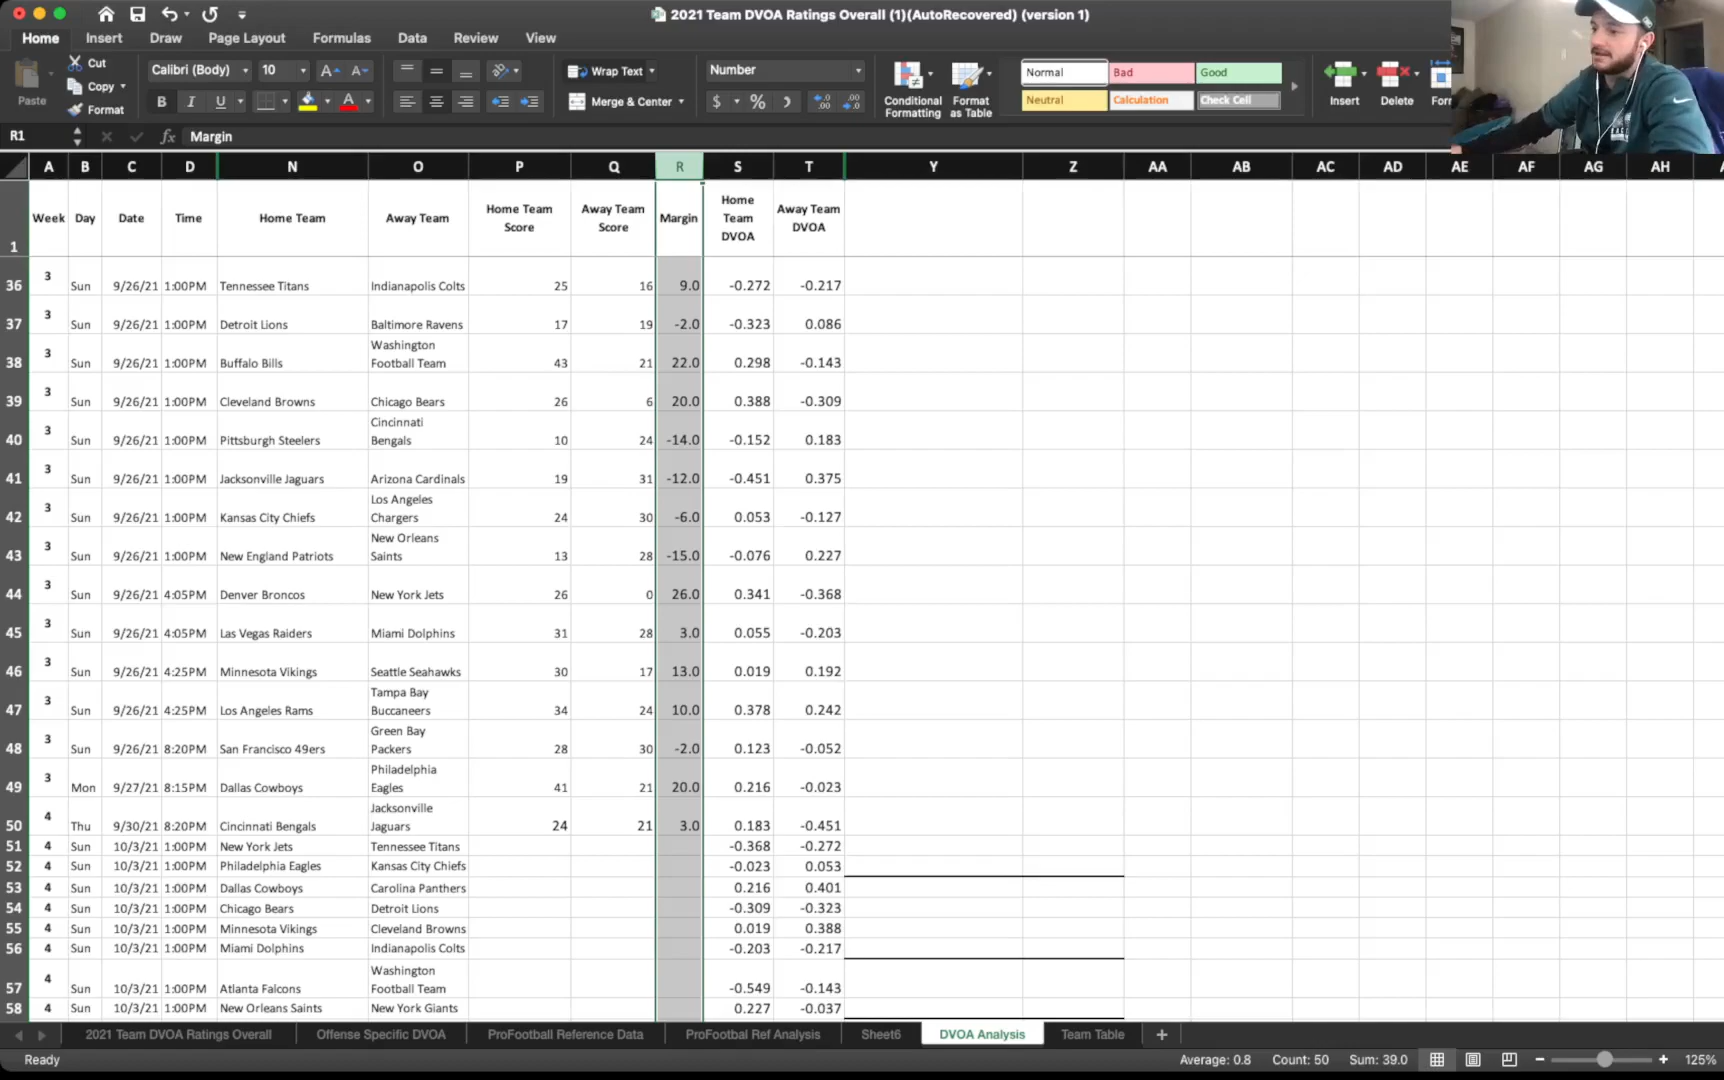 2021 Team DVOA Ratings Overall (1)(AutoRecovered) (version 1)
Home Insert Draw Page Layout Formulas Data Review View
Paste
Cut
Copy
Format
Calibri (Body) 10
B I U
Wrap Text
Merge & Center
Number
$ %
Conditional Formatting
Format as Table
Normal Bad Good
Neutral Calculation Check Cell
Insert Delete
R1 fx Margin
A B C D N O P Q R S T Y Z AA AB AC AD AE AF AG AH
1 Week Day Date Time Home Team Away Team Home Team Score Away Team Score Margin Home Team DVOA Away Team DVOA
36 3 Sun 9/26/21 1:00PM Tennessee Titans Indianapolis Colts 25 16 9.0 -0.272 -0.217
37 3 Sun 9/26/21 1:00PM Detroit Lions Baltimore Ravens 17 19 -2.0 -0.323 0.086
38 3 Sun 9/26/21 1:00PM Buffalo Bills Washington Football Team 43 21 22.0 0.298 -0.143
39 3 Sun 9/26/21 1:00PM Cleveland Browns Chicago Bears 26 6 20.0 0.388 -0.309
40 3 Sun 9/26/21 1:00PM Pittsburgh Steelers Cincinnati Bengals 10 24 -14.0 -0.152 0.183
41 3 Sun 9/26/21 1:00PM Jacksonville Jaguars Arizona Cardinals 19 31 -12.0 -0.451 0.375
42 3 Sun 9/26/21 1:00PM Kansas City Chiefs Los Angeles Chargers 24 30 -6.0 0.053 -0.127
43 3 Sun 9/26/21 1:00PM New England Patriots New Orleans Saints 13 28 -15.0 -0.076 0.227
44 3 Sun 9/26/21 4:05PM Denver Broncos New York Jets 26 0 26.0 0.341 -0.368
45 3 Sun 9/26/21 4:05PM Las Vegas Raiders Miami Dolphins 31 28 3.0 0.055 -0.203
46 3 Sun 9/26/21 4:25PM Minnesota Vikings Seattle Seahawks 30 17 13.0 0.019 0.192
47 3 Sun 9/26/21 4:25PM Los Angeles Rams Tampa Bay Buccaneers 34 24 10.0 0.378 0.242
48 3 Sun 9/26/21 8:20PM San Francisco 49ers Green Bay Packers 28 30 -2.0 0.123 -0.052
49 3 Mon 9/27/21 8:15PM Dallas Cowboys Philadelphia Eagles 41 21 20.0 0.216 -0.023
50 4 Thu 9/30/21 8:20PM Cincinnati Bengals Jacksonville Jaguars 24 21 3.0 0.183 -0.451
51 4 Sun 10/3/21 1:00PM New York Jets Tennessee Titans -0.368 -0.272
52 4 Sun 10/3/21 1:00PM Philadelphia Eagles Kansas City Chiefs -0.023 0.053
53 4 Sun 10/3/21 1:00PM Dallas Cowboys Carolina Panthers 0.216 0.401
54 4 Sun 10/3/21 1:00PM Chicago Bears Detroit Lions -0.309 -0.323
55 4 Sun 10/3/21 1:00PM Minnesota Vikings Cleveland Browns 0.019 0.388
56 4 Sun 10/3/21 1:00PM Miami Dolphins Indianapolis Colts -0.203 -0.217
57 4 Sun 10/3/21 1:00PM Atlanta Falcons Washington Football Team -0.549 -0.143
58 4 Sun 10/3/21 1:00PM New Orleans Saints New York Giants 0.227 -0.037
2021 Team DVOA Ratings Overall Offense Specific DVOA ProFootball Reference Data ProFootbal Ref Analysis Sheet6 DVOA Analysis Team Table +
Ready Average: 0.8 Count: 50 Sum: 39.0 125%